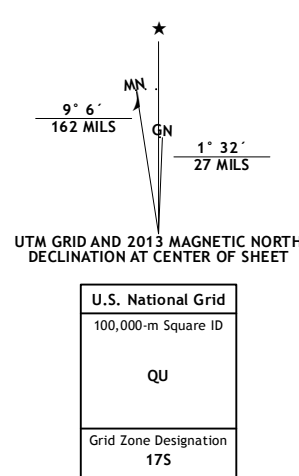 ★
MN
GN
9° 6´
162 MILS
1° 32´
27 MILS
UTM GRID AND 2013 MAGNETIC NORTH
DECLINATION AT CENTER OF SHEET
U.S. National Grid
100,000-m Square ID
QU
Grid Zone Designation
17S